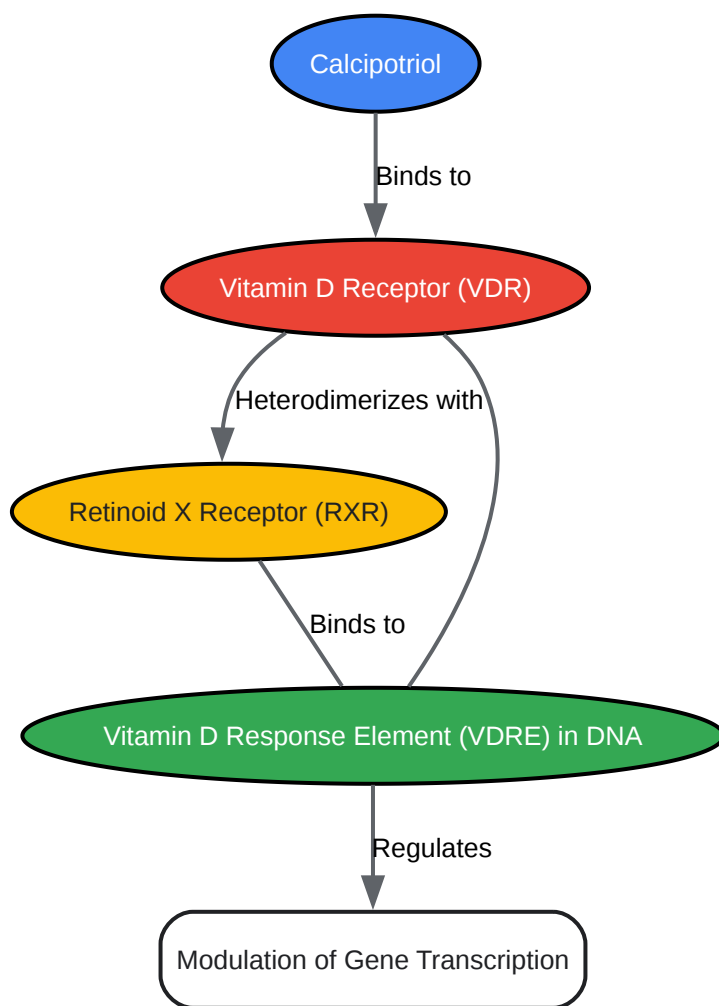 Calcipotriol
Binds to
Vitamin D Receptor (VDR)
Heterodimerizes with
Retinoid X Receptor (RXR)
Binds to
Vitamin D Response Element (VDRE) in DNA
Regulates
Modulation of Gene Transcription